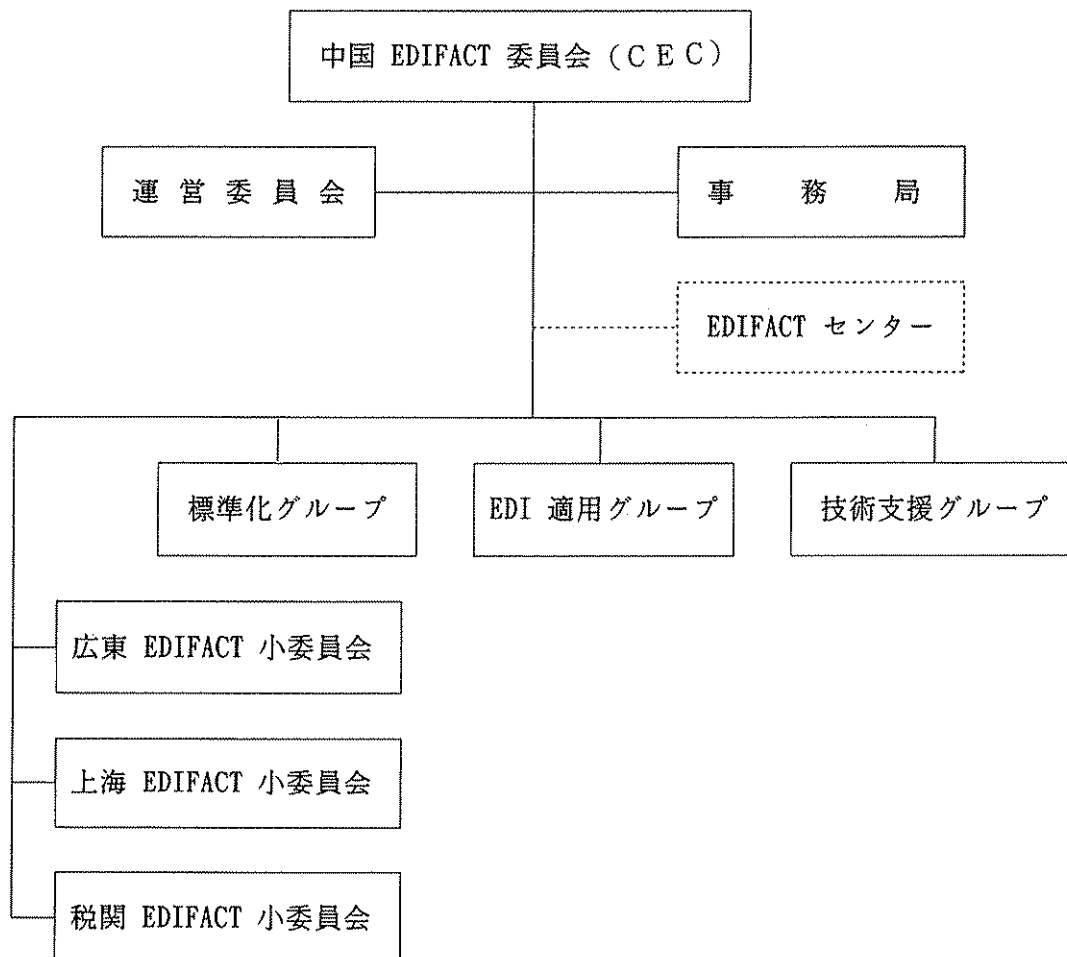 中国 EDIFACT 委員会 (ＣＥＣ)
運 営 委 員 会
事 務 局
EDIFACT センター
標準化グループ
EDI 適用グループ
技術支援グループ
広東 EDIFACT 小委員会
上海 EDIFACT 小委員会
税関 EDIFACT 小委員会